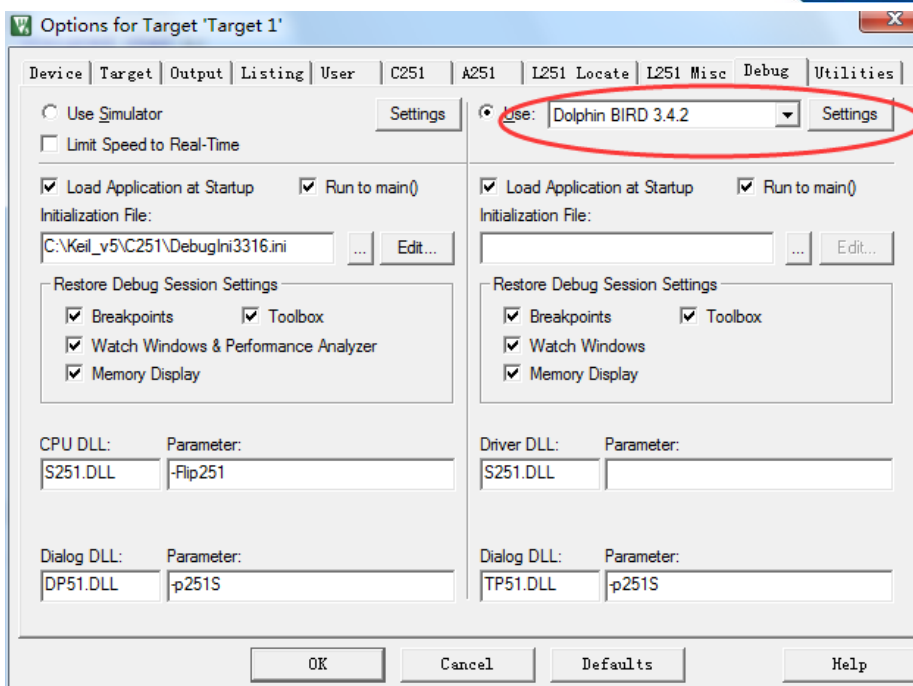 Options for Target 'Target 1'
Device Target Output Listing User C251 A251 L251 Locate L251 Misc Debug Utilities
Use Simulator Settings
Limit Speed to Real-Time
Use: Dolphin BIRD 3.4.2 Settings
Load Application at Startup Run to main()
Initialization File:
C:\Keil_v5\C251\DebugIni3316.ini ... Edit...
Load Application at Startup Run to main()
Initialization File:
... Edit...
Restore Debug Session Settings
Breakpoints Toolbox
Watch Windows & Performance Analyzer
Memory Display
Restore Debug Session Settings
Breakpoints Toolbox
Watch Windows
Memory Display
CPU DLL: Parameter:
S251.DLL -Flip251
Driver DLL: Parameter:
S251.DLL
Dialog DLL: Parameter:
DP51.DLL -p251S
Dialog DLL: Parameter:
TP51.DLL -p251S
OK Cancel Defaults Help